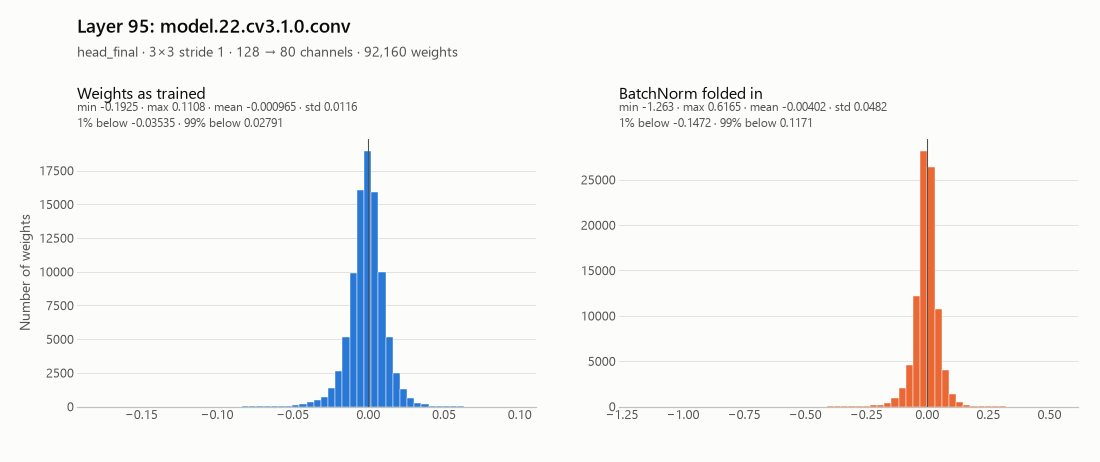 Layer 95: model.22.cv3.1.0.conv
head_final · 3×3 stride 1 · 128 → 80 channels · 92,160 weights
Weights as trained
min -0.1925 · max 0.1108 · mean -0.000965 · std 0.0116
1% below -0.03535 · 99% below 0.02791
Number of weights
17500
15000
12500
10000
7500
5000
2500
0
−0.15 −0.10 −0.05 0.00 0.05 0.10
BatchNorm folded in
min -1.263 · max 0.6165 · mean -0.00402 · std 0.0482
1% below -0.1472 · 99% below 0.1171
25000
20000
15000
10000
5000
0
−1.25 −1.00 −0.75 −0.50 −0.25 0.00 0.25 0.50